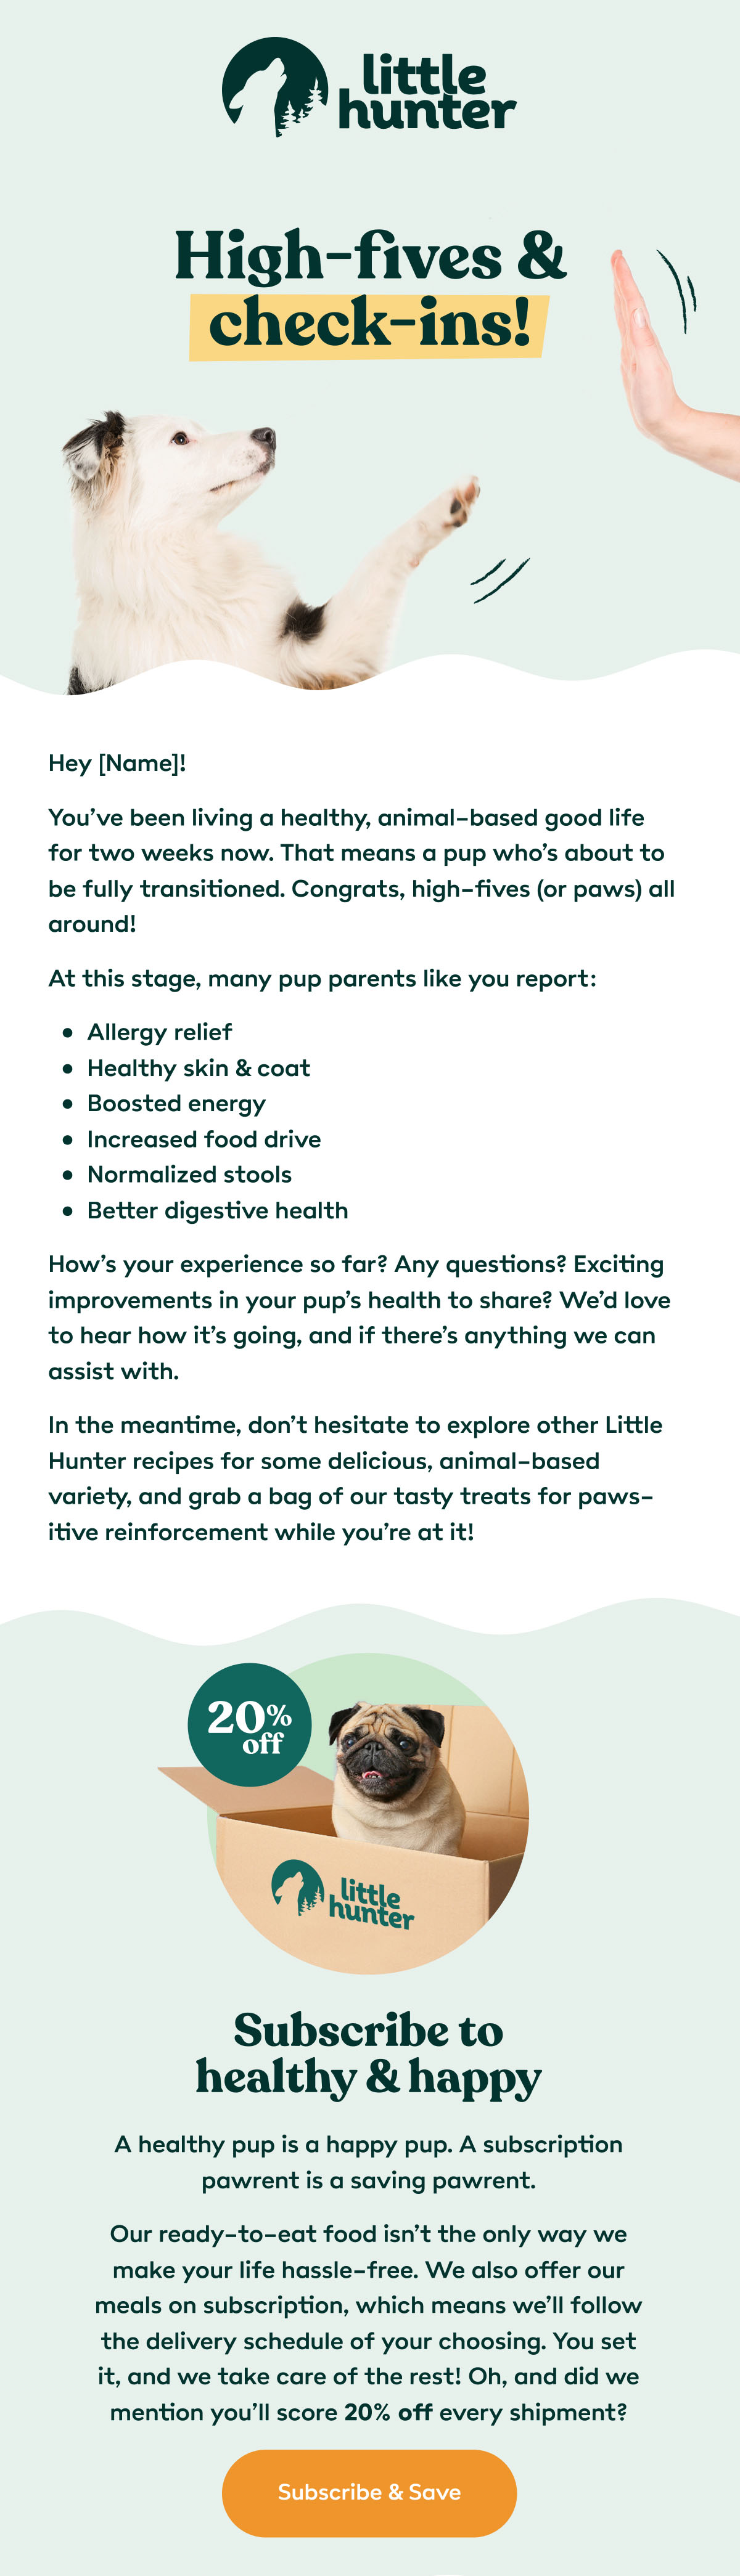 little
hunter
High-fives &
check-ins!
Hey [Name]!
You’ve been living a healthy, animal-based good life
for two weeks now. That means a pup who’s about to
be fully transitioned. Congrats, high-fives (or paws) all
around!
At this stage, many pup parents like you report:
• Allergy relief
• Healthy skin & coat
• Boosted energy
• Increased food drive
• Normalized stools
• Better digestive health
How’s your experience so far? Any questions? Exciting
improvements in your pup’s health to share? We’d love
to hear how it’s going, and if there’s anything we can
assist with.
In the meantime, don’t hesitate to explore other Little
Hunter recipes for some delicious, animal-based
variety, and grab a bag of our tasty treats for paws-
itive reinforcement while you’re at it!
20%
off
little
hunter
Subscribe to
healthy & happy
A healthy pup is a happy pup. A subscription
pawrent is a saving pawrent.
Our ready-to-eat food isn’t the only way we
make your life hassle-free. We also offer our
meals on subscription, which means we’ll follow
the delivery schedule of your choosing. You set
it, and we take care of the rest! Oh, and did we
mention you’ll score 20% off every shipment?
Subscribe & Save